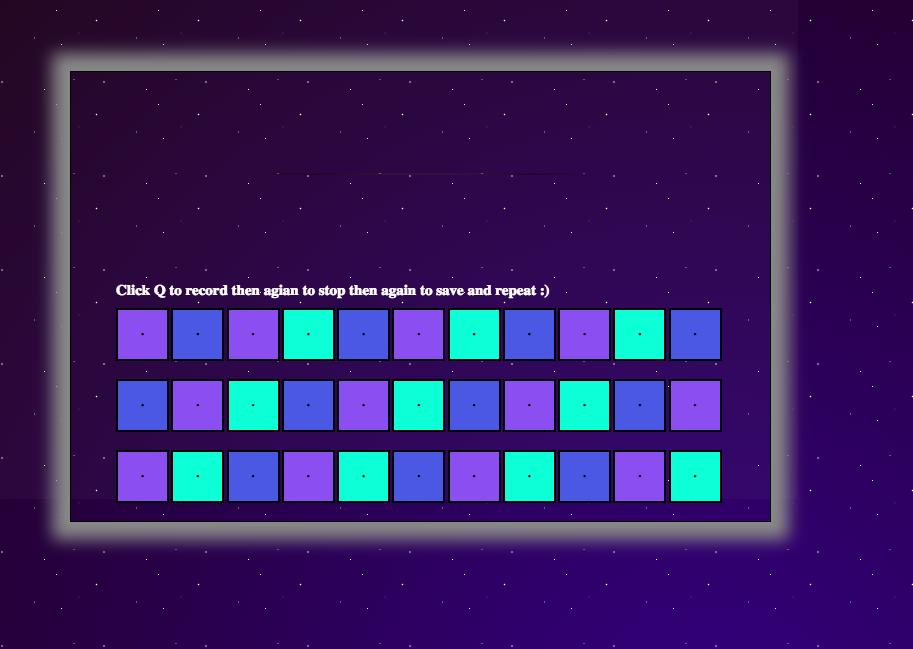 Click Q to record then agian to stop then again to save and repeat :)